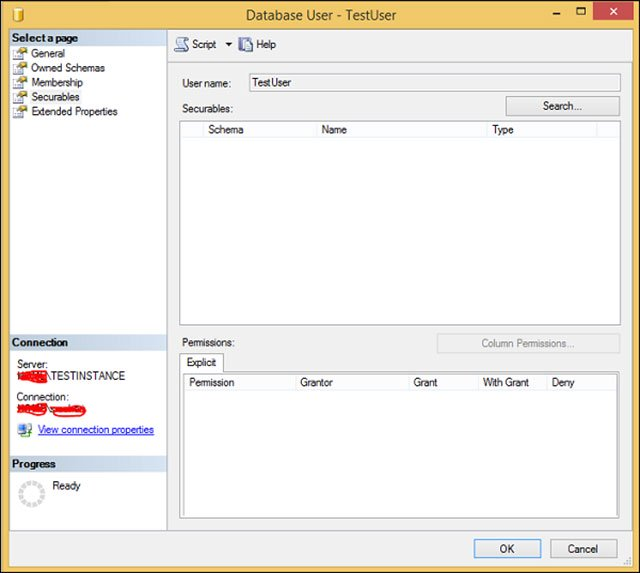 Database User - TestUser
Select a page
General
Owned Schemas
Membership
Securables
Extended Properties
Script Help
User name: TestUser
Securables: Search...
Schema Name Type
Connection
Server:
\TESTINSTANCE
Connection:
View connection properties
Progress
Ready
Permissions: Column Permissions...
Explicit
Permission Grantor Grant With Grant Deny
OK Cancel